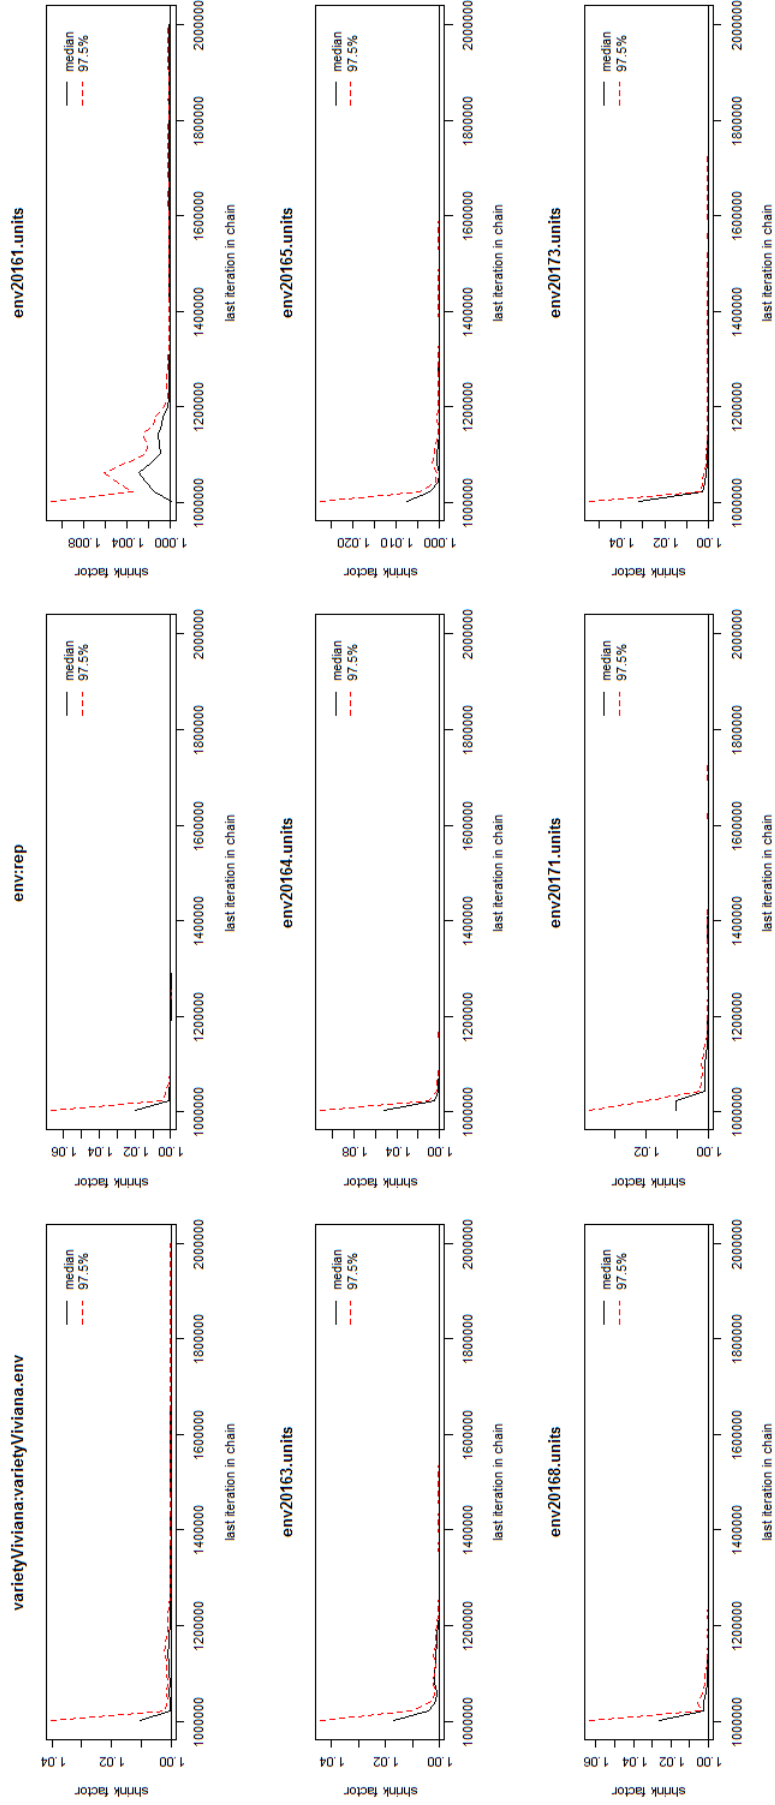 varietyViviana:varietyViviana.env
median
97.5%
shrink factor
1.00 1.02 1.04
1000000 1200000 1400000 1600000 1800000 2000000
last iteration in chain
env:rep
median
97.5%
shrink factor
1.00 1.02 1.04 1.06
1000000 1200000 1400000 1600000 1800000 2000000
last iteration in chain
env20161.units
median
97.5%
shrink factor
1.000 1.004 1.008
1000000 1200000 1400000 1600000 1800000 2000000
last iteration in chain
env20163.units
median
97.5%
shrink factor
1.00 1.02 1.04
1000000 1200000 1400000 1600000 1800000 2000000
last iteration in chain
env20164.units
median
97.5%
shrink factor
1.00 1.04 1.08
1000000 1200000 1400000 1600000 1800000 2000000
last iteration in chain
env20165.units
median
97.5%
shrink factor
1.000 1.010 1.020
1000000 1200000 1400000 1600000 1800000 2000000
last iteration in chain
env20168.units
median
97.5%
shrink factor
1.00 1.02 1.04 1.06
1000000 1200000 1400000 1600000 1800000 2000000
last iteration in chain
env20171.units
median
97.5%
shrink factor
1.00 1.02
1000000 1200000 1400000 1600000 1800000 2000000
last iteration in chain
env20173.units
median
97.5%
shrink factor
1.00 1.02 1.04
1000000 1200000 1400000 1600000 1800000 2000000
last iteration in chain